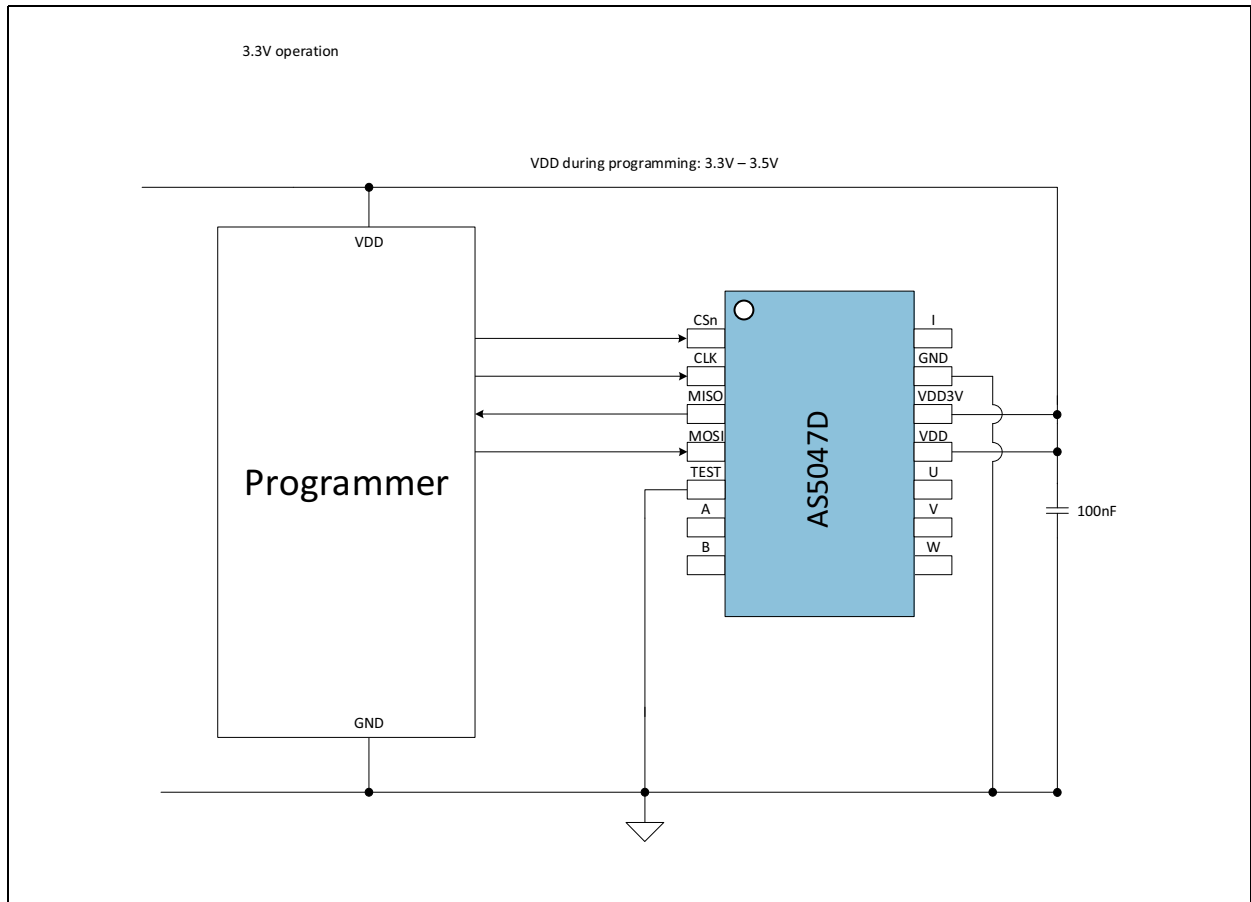 3.3V operation
VDD during programming: 3.3V – 3.5V
VDD
Programmer
GND
CSn
CLK
MISO
MOSI
TEST
A
B
AS5047D
I
GND
VDD3V
VDD
U
V
W
100nF